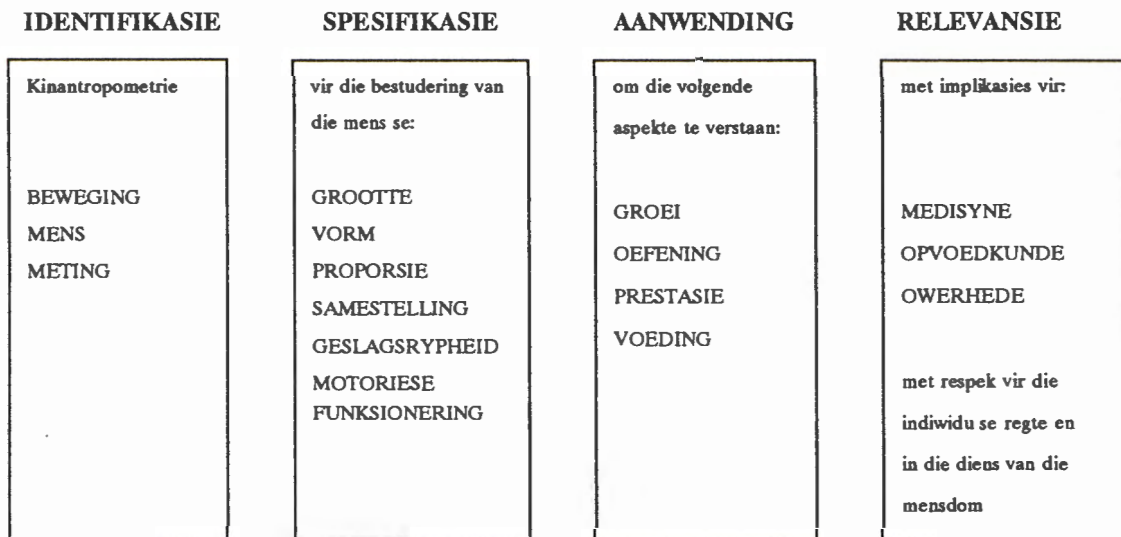 IDENTIFIKASIE
Kinantropometrie
BEWEGING
MENS
METING
SPESIFIKASIE
vir die bestudering van
die mens se:
GROOTTE
VORM
PROPORSIE
SAMESTELLING
GESLAGSRYPHEID
MOTORIESE
FUNKSIONERING
AANWENDING
om die volgende
aspekte te verstaan:
GROEI
OEFENING
PRESTASIE
VOEDING
RELEVANSIE
met implikasies vir:
MEDISYNE
OPVOEDKUNDE
OWERHEDE
met respek vir die
individu se regte en
in die diens van die
mensdom